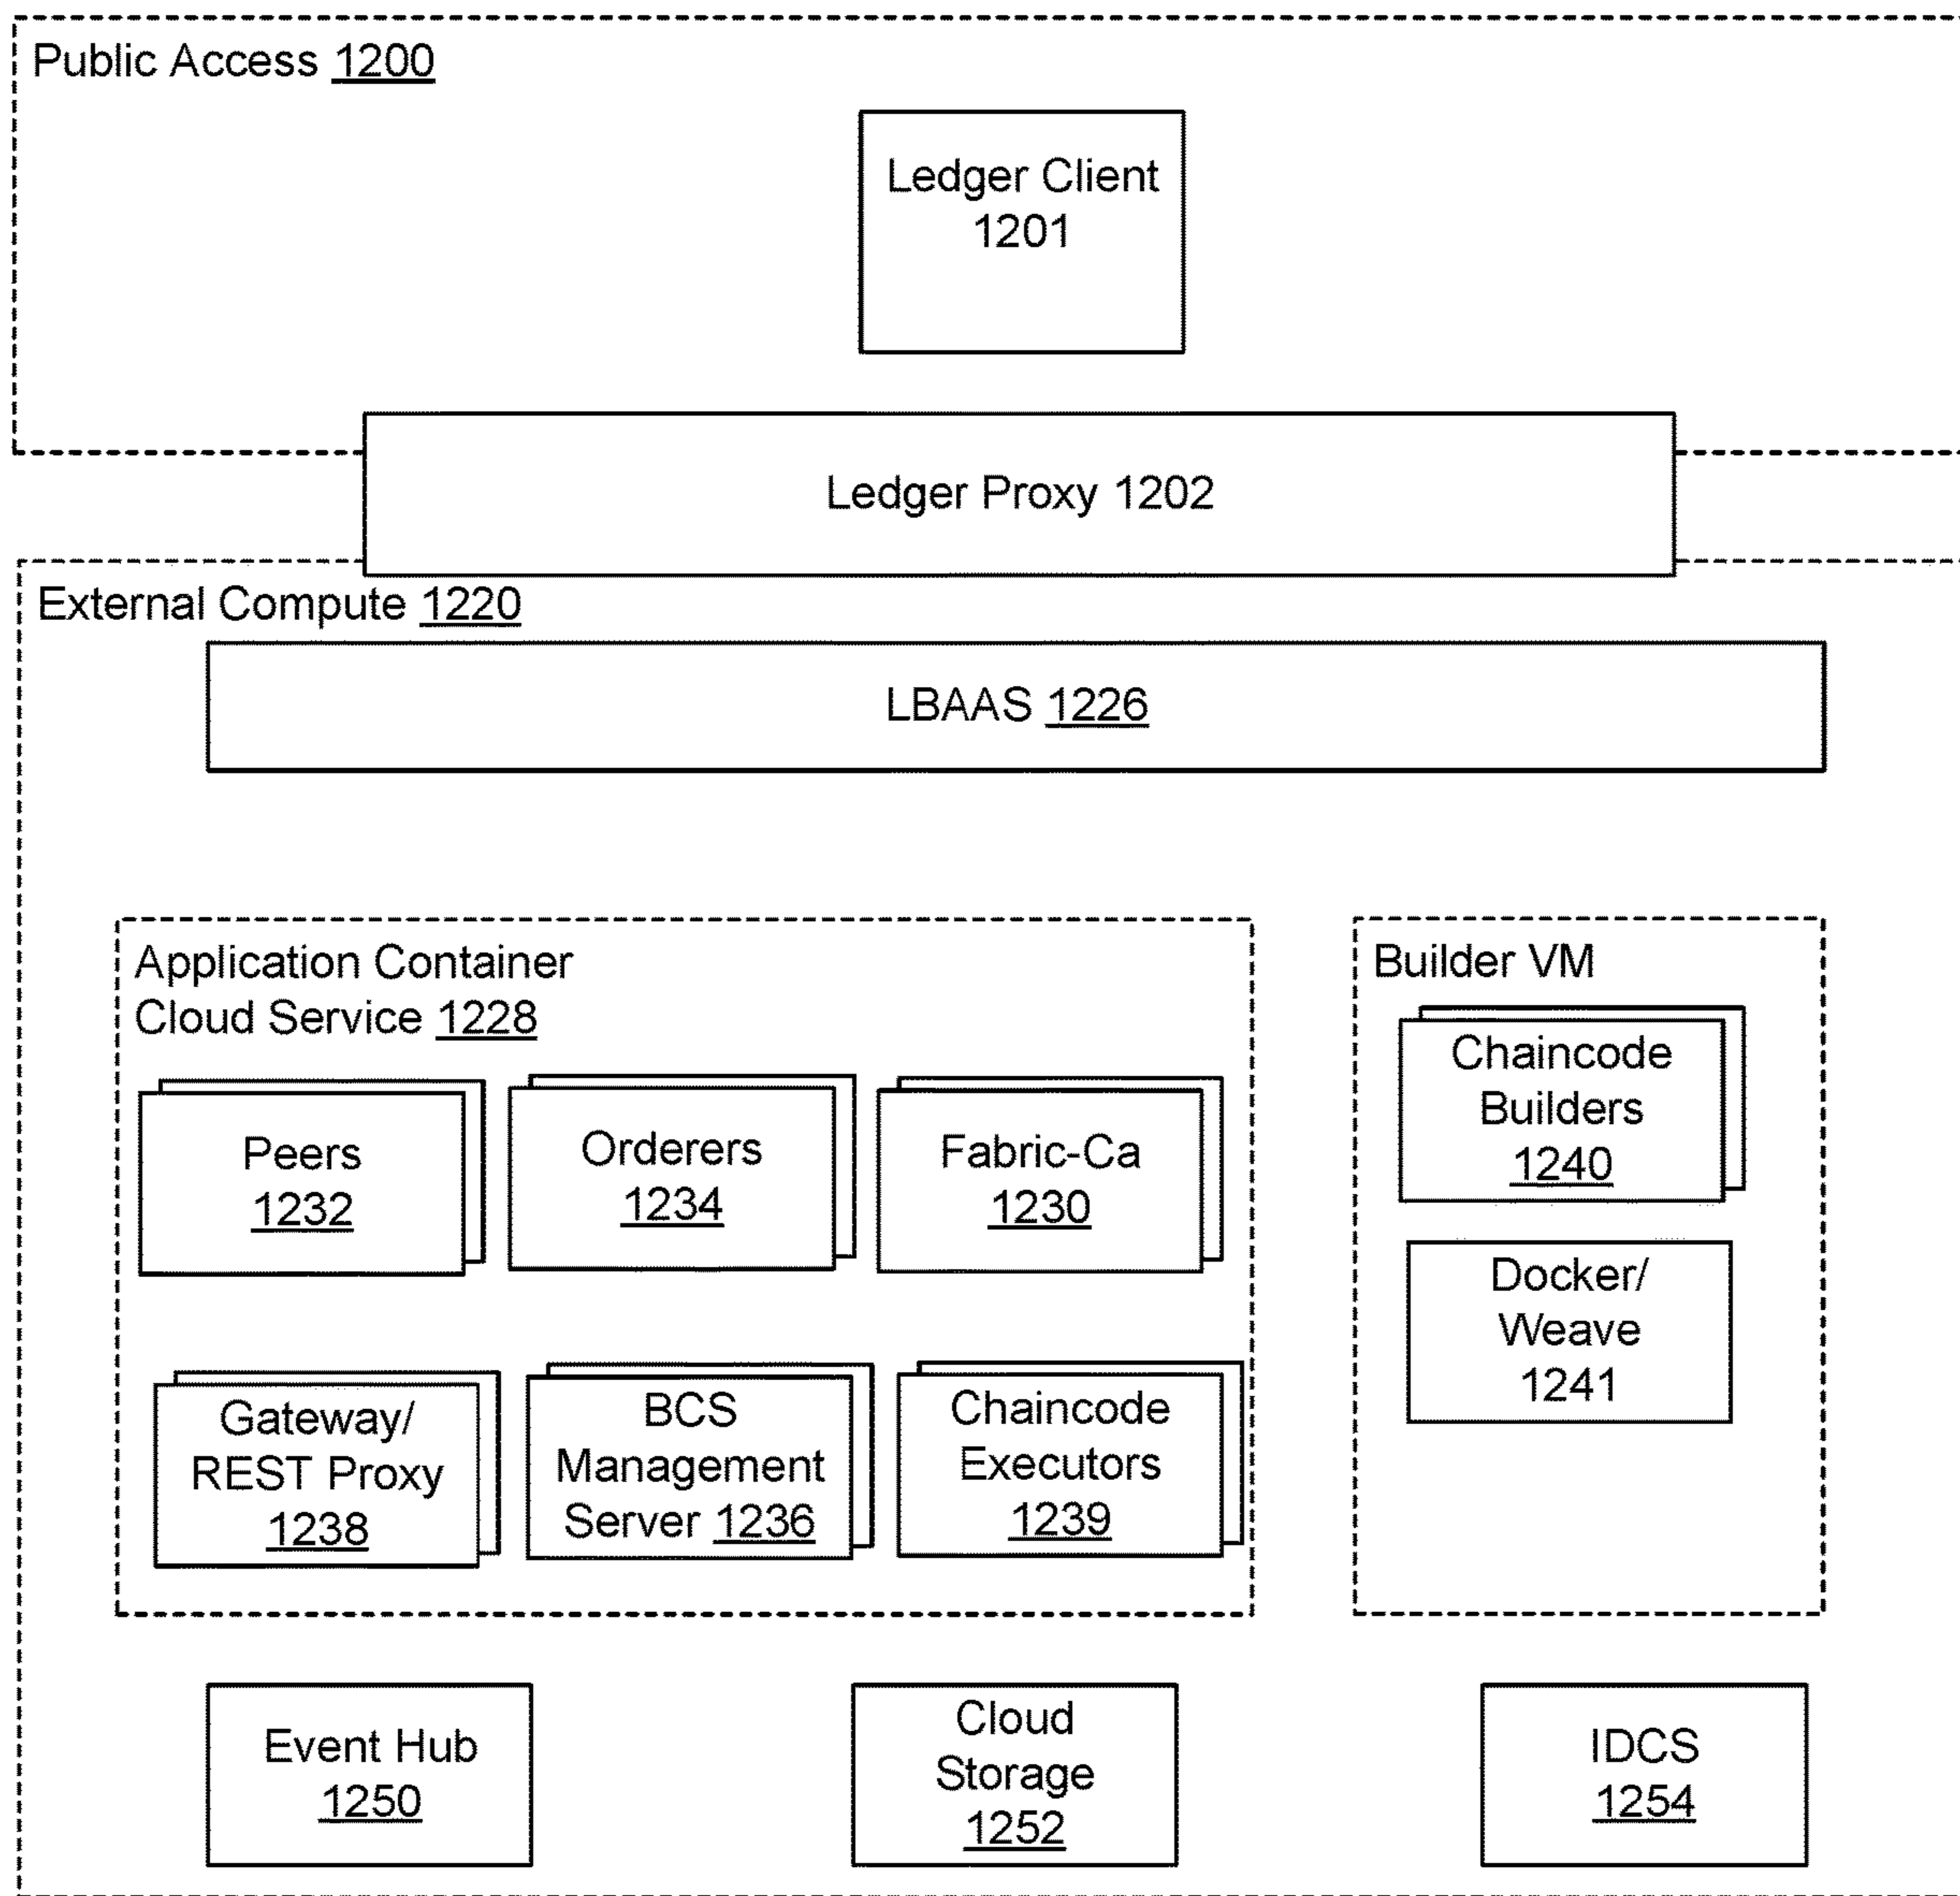 Public Access 1200
Ledger Client
1201
Ledger Proxy 1202
External Compute 1220
LBAAS 1226
Application Container
Cloud Service 1228
Peers
1232
Orderers
1234
Fabric-Ca
1230
Gateway/
REST Proxy
1238
BCS
Management
Server 1236
Chaincode
Executors
1239
Builder VM
Chaincode
Builders
1240
Docker/
Weave
1241
Event Hub
1250
Cloud
Storage
1252
IDCS
1254